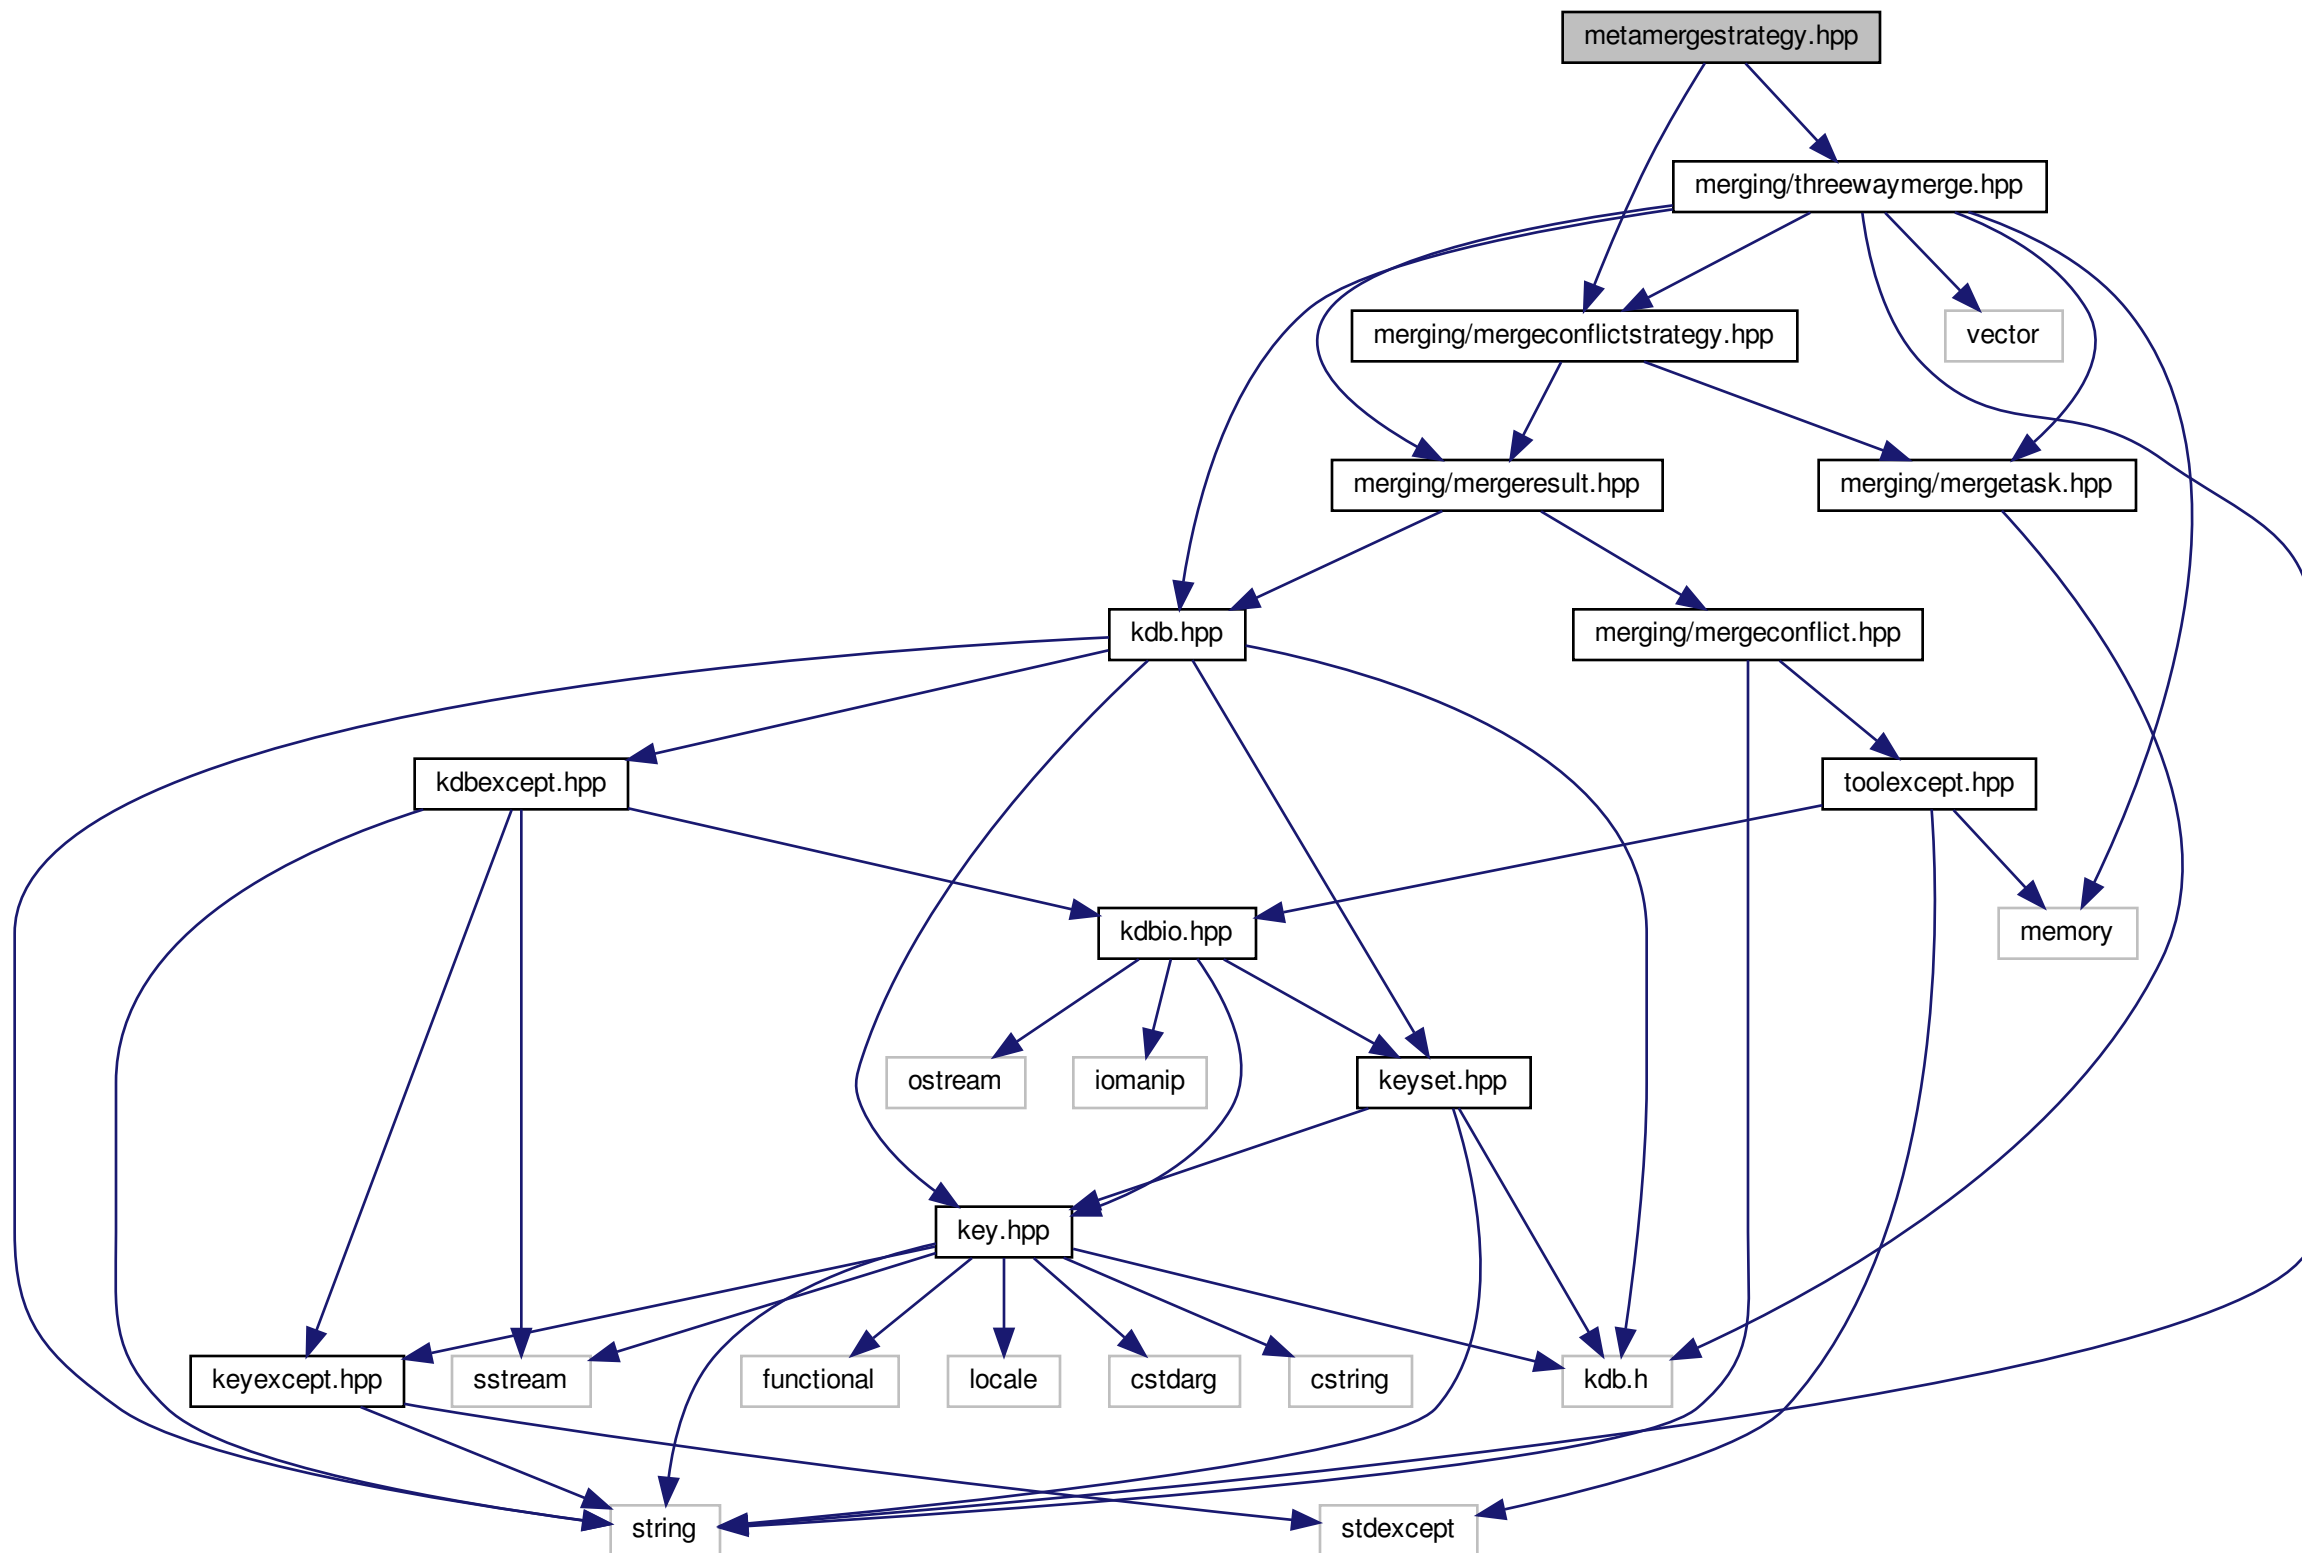 metamergestrategy.hpp
merging/threewaymerge.hpp
merging/mergeconflictstrategy.hpp
vector
merging/mergeresult.hpp
merging/mergetask.hpp
kdb.hpp
merging/mergeconflict.hpp
kdbexcept.hpp
toolexcept.hpp
kdbio.hpp
memory
ostream
iomanip
keyset.hpp
key.hpp
keyexcept.hpp
sstream
functional
locale
cstdarg
cstring
kdb.h
string
stdexcept